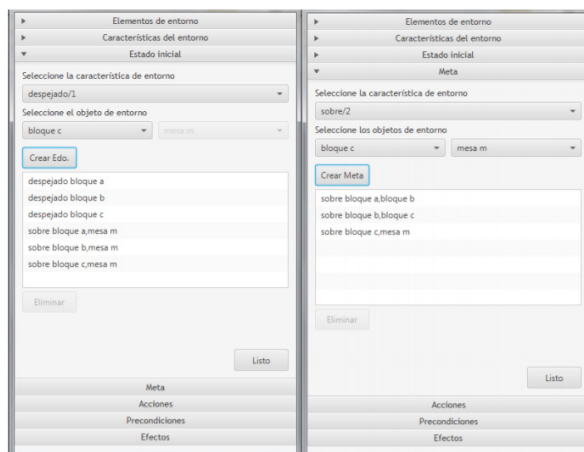 Elementos de entorno
Características del entorno
Estado inicial
Seleccione la característica de entorno
despejado/1
Seleccione el objeto de entorno
bloque c
mesa m
Crear Edo.
despejado bloque a
despejado bloque b
despejado bloque c
sobre bloque a,mesa m
sobre bloque b,mesa m
sobre bloque c,mesa m
Eliminar
Listo
Meta
Acciones
Precondiciones
Efectos
Elementos de entorno
Características del entorno
Estado inicial
Meta
Seleccione la característica de entorno
sobre/2
Seleccione los objetos de entorno
bloque c
mesa m
Crear Meta
sobre bloque a,bloque b
sobre bloque b,bloque c
sobre bloque c,mesa m
Eliminar
Listo
Acciones
Precondiciones
Efectos